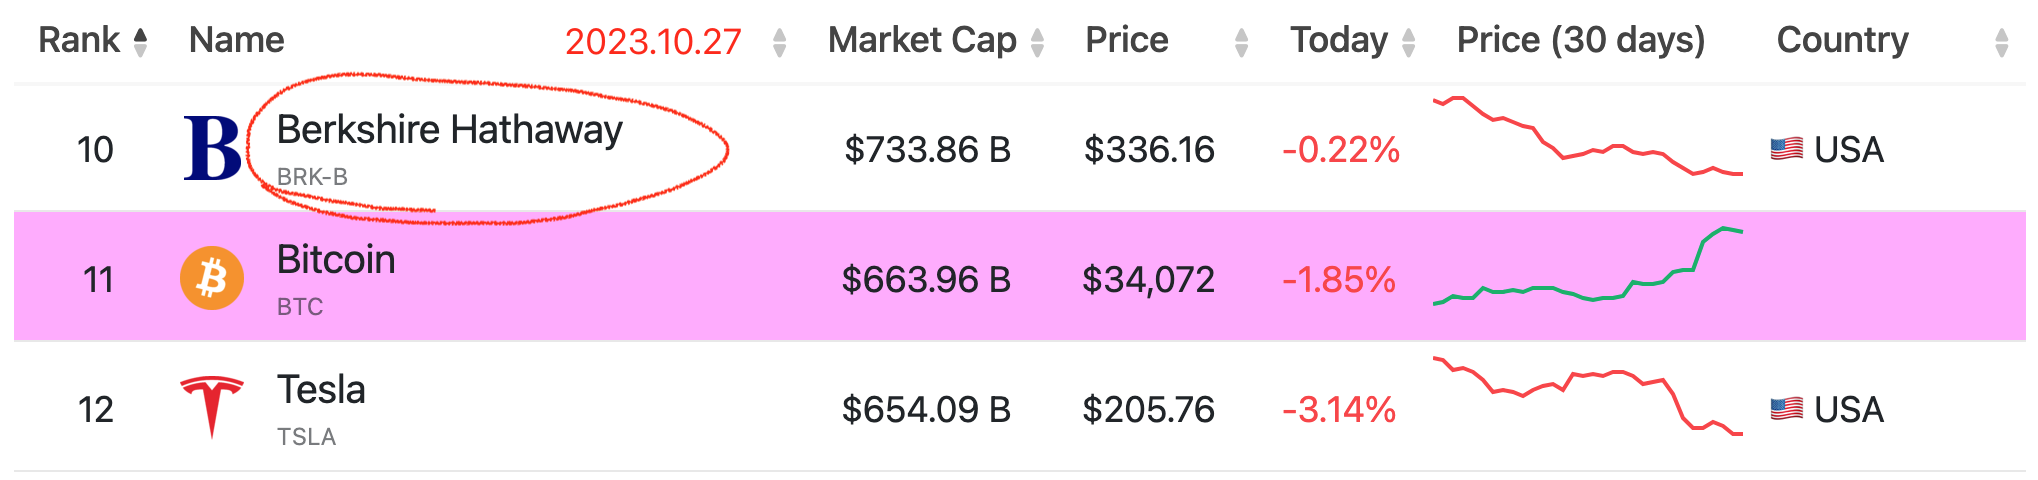 Rank Name 2023.10.27 Market Cap Price Today Price (30 days) Country
10 B Berkshire Hathaway $733.86 B $336.16 -0.22% USA
BRK-B
11 Bitcoin $663.96 B $34,072 -1.85%
BTC
12 Tesla $654.09 B $205.76 -3.14% USA
TSLA